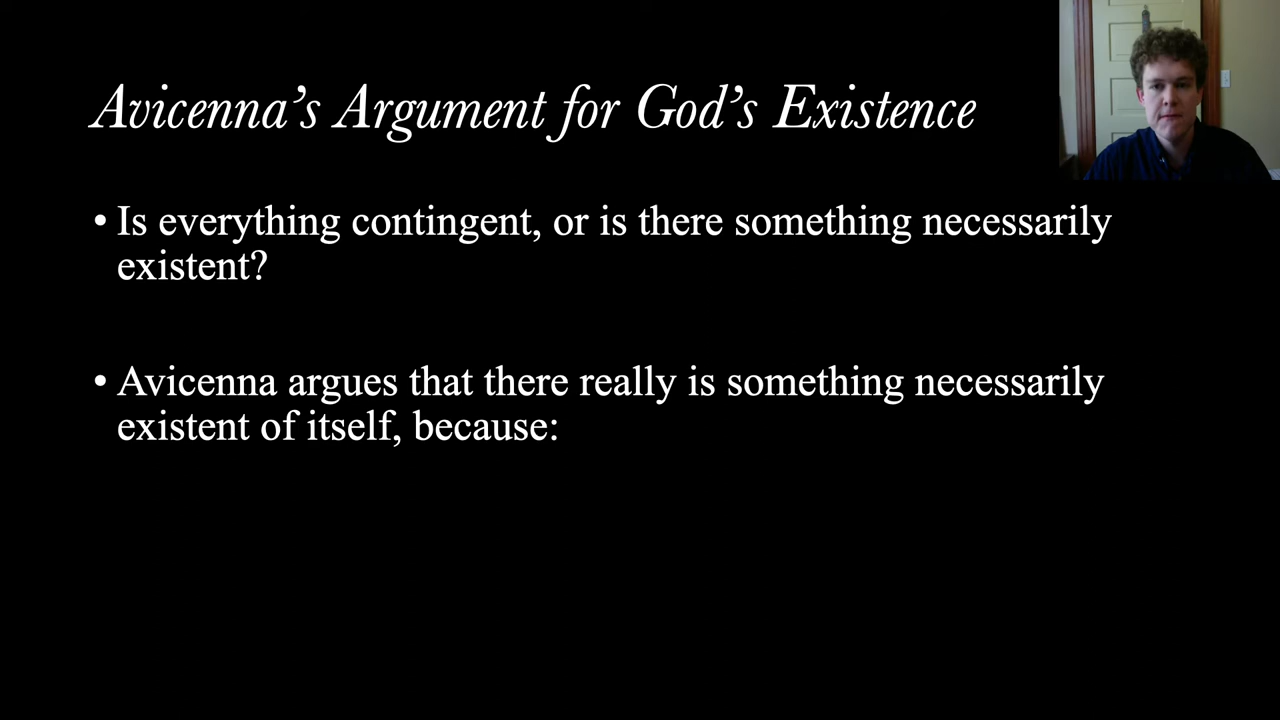 Avicenna’s Argument for God’s Existence
• Is everything contingent, or is there something necessarily
existent?
• Avicenna argues that there really is something necessarily
existent of itself, because: